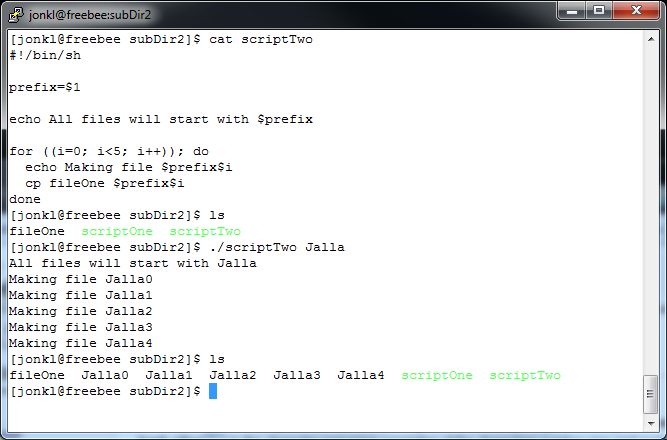 jonkl@freebee:subDir2
[jonkl@freebee subDir2]$ cat scriptTwo
#!/bin/sh
prefix=$1
echo All files will start with $prefix
for ((i=0; i<5; i++)); do
  echo Making file $prefix$i
  cp fileOne $prefix$i
done
[jonkl@freebee subDir2]$ ls
fileOne  scriptOne  scriptTwo
[jonkl@freebee subDir2]$ ./scriptTwo Jalla
All files will start with Jalla
Making file Jalla0
Making file Jalla1
Making file Jalla2
Making file Jalla3
Making file Jalla4
[jonkl@freebee subDir2]$ ls
fileOne  Jalla0  Jalla1  Jalla2  Jalla3  Jalla4  scriptOne  scriptTwo
[jonkl@freebee subDir2]$